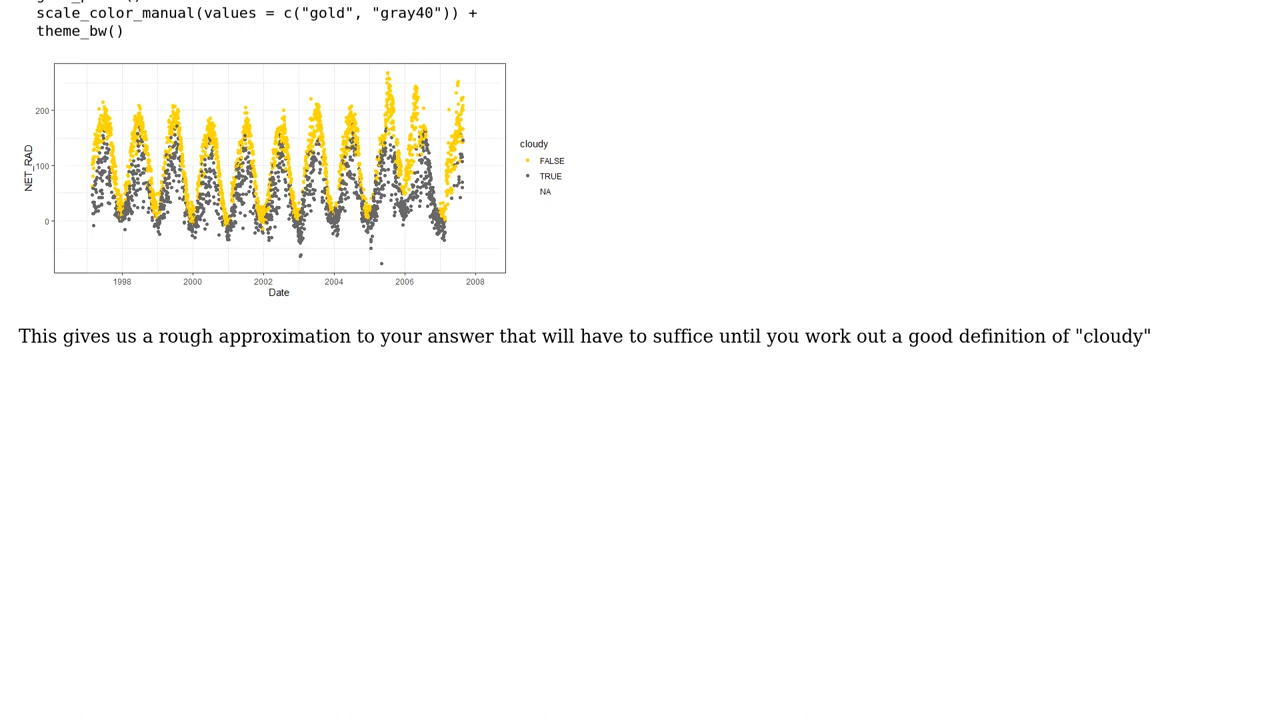 scale_color_manual(values = c("gold", "gray40")) +
theme_bw()
200
100
0
NET_RAD
1998 2000 2002 2004 2006 2008
Date
cloudy
FALSE
TRUE
NA
This gives us a rough approximation to your answer that will have to suffice until you work out a good definition of "cloudy"